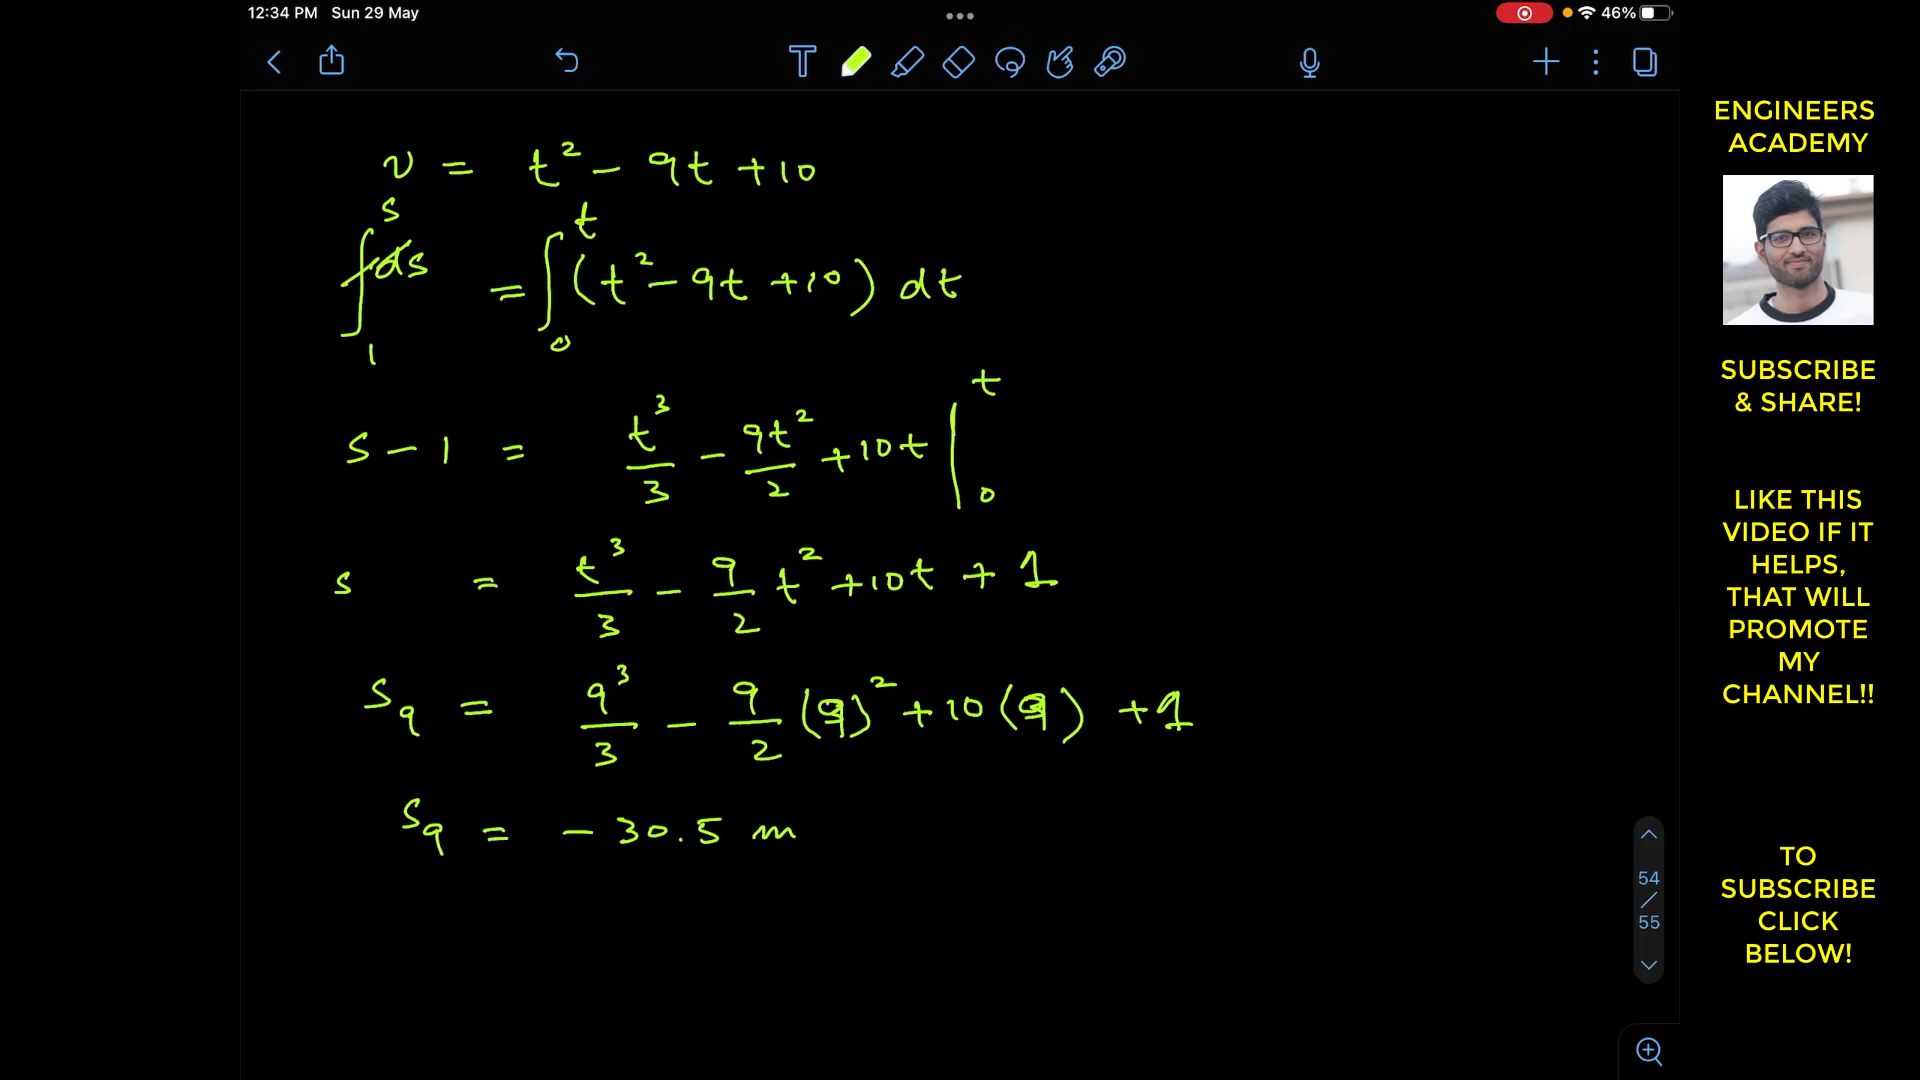 12:34 PM Sun 29 May
46%
v = t² - 9t + 10
∫₁ˢ ds = ∫₀ᵗ (t² - 9t + 10) dt
s - 1 = t³/3 - 9t²/2 + 10t |₀ᵗ
s = t³/3 - 9/2 t² + 10t + 1
S₉ = 9³/3 - 9/2 (9)² + 10(9) + 1
S₉ = - 30.5 m
54
/
55
ENGINEERS
ACADEMY
SUBSCRIBE
& SHARE!
LIKE THIS
VIDEO IF IT
HELPS,
THAT WILL
PROMOTE
MY
CHANNEL!!
TO
SUBSCRIBE
CLICK
BELOW!